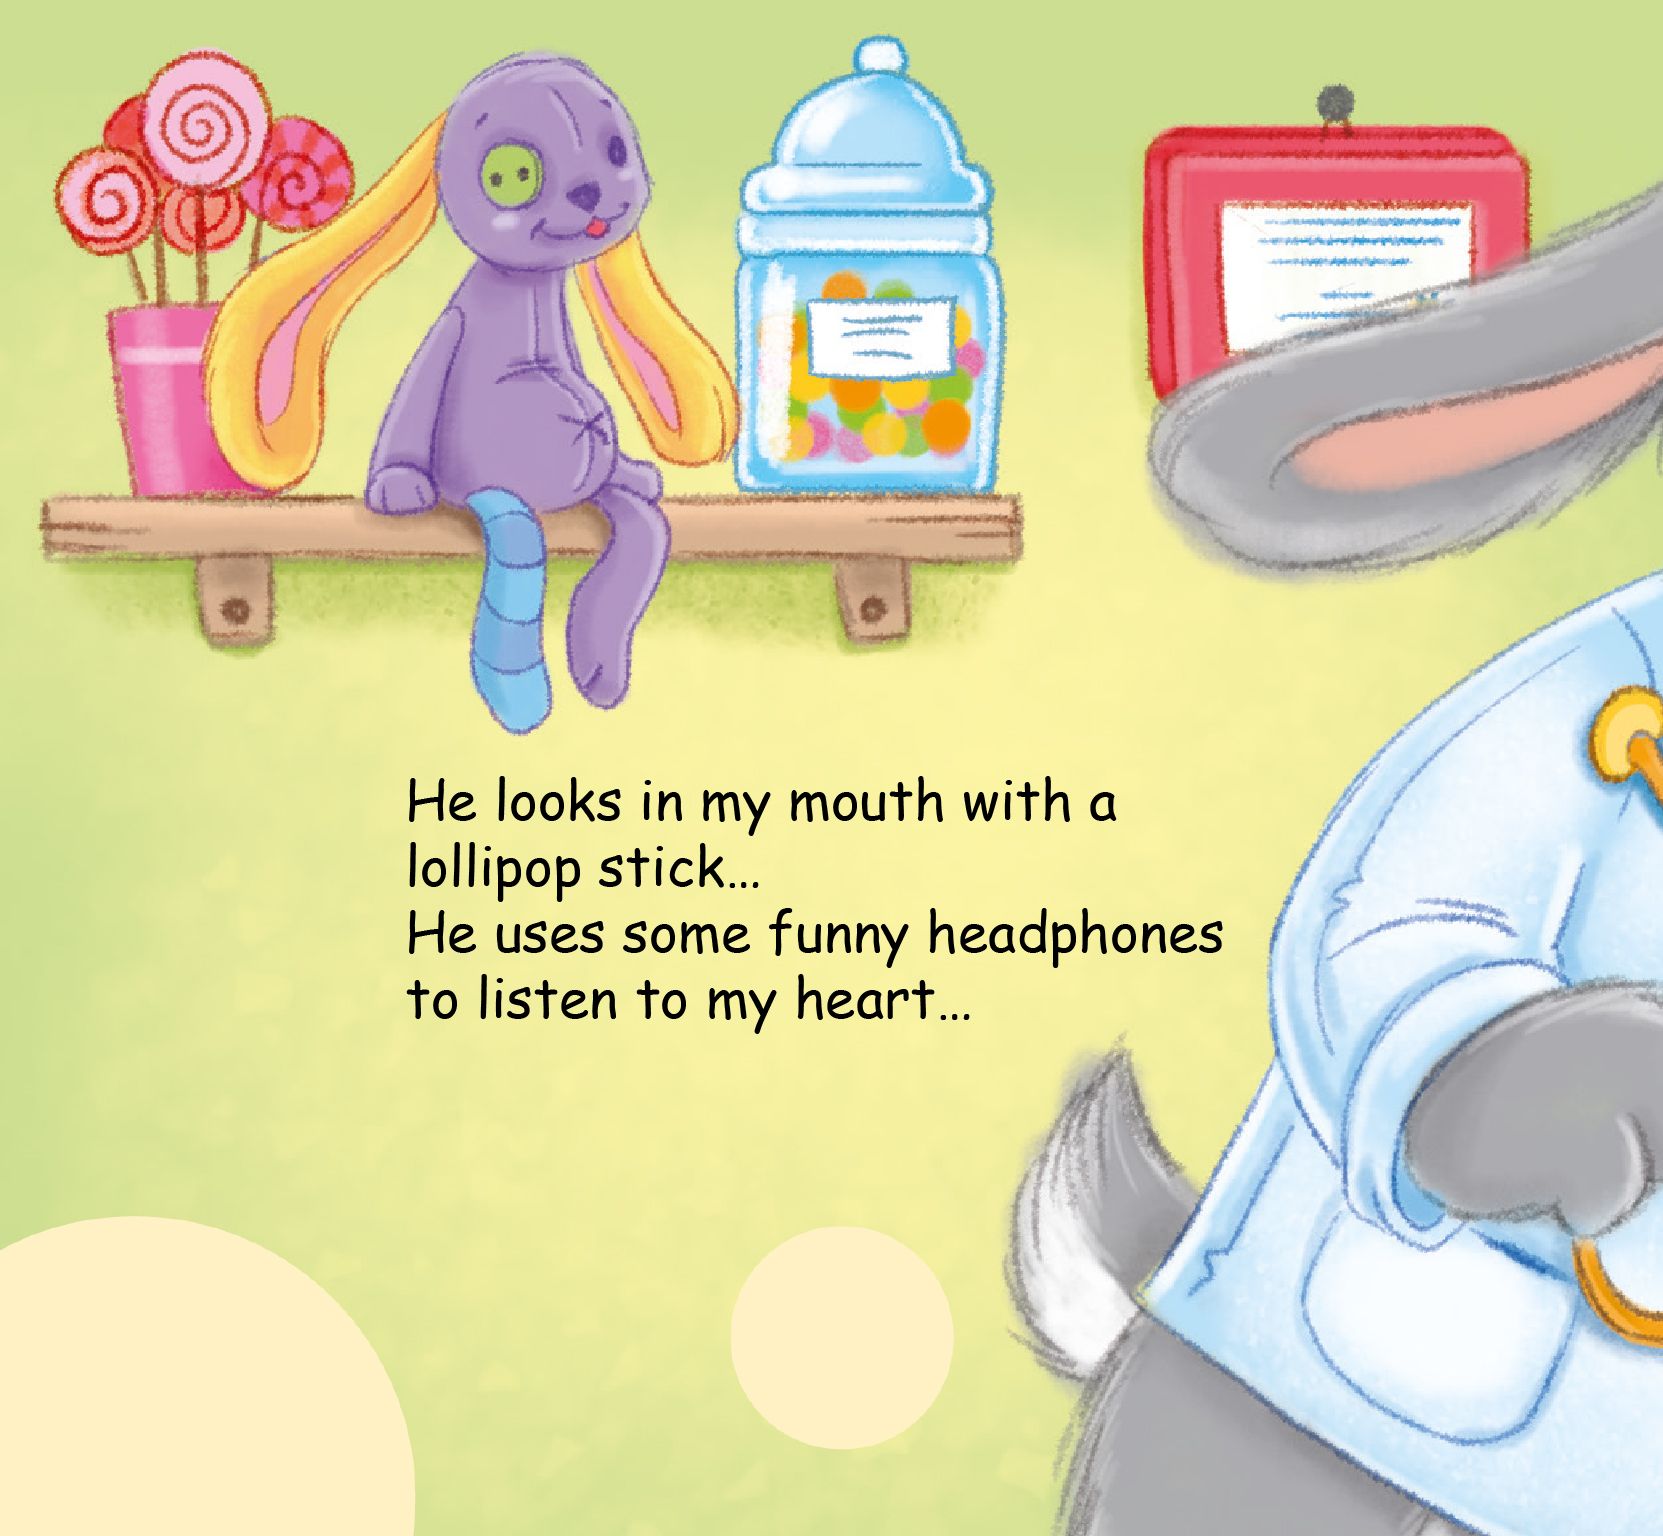 He looks in my mouth with a
lollipop stick...
He uses some funny headphones
to listen to my heart...